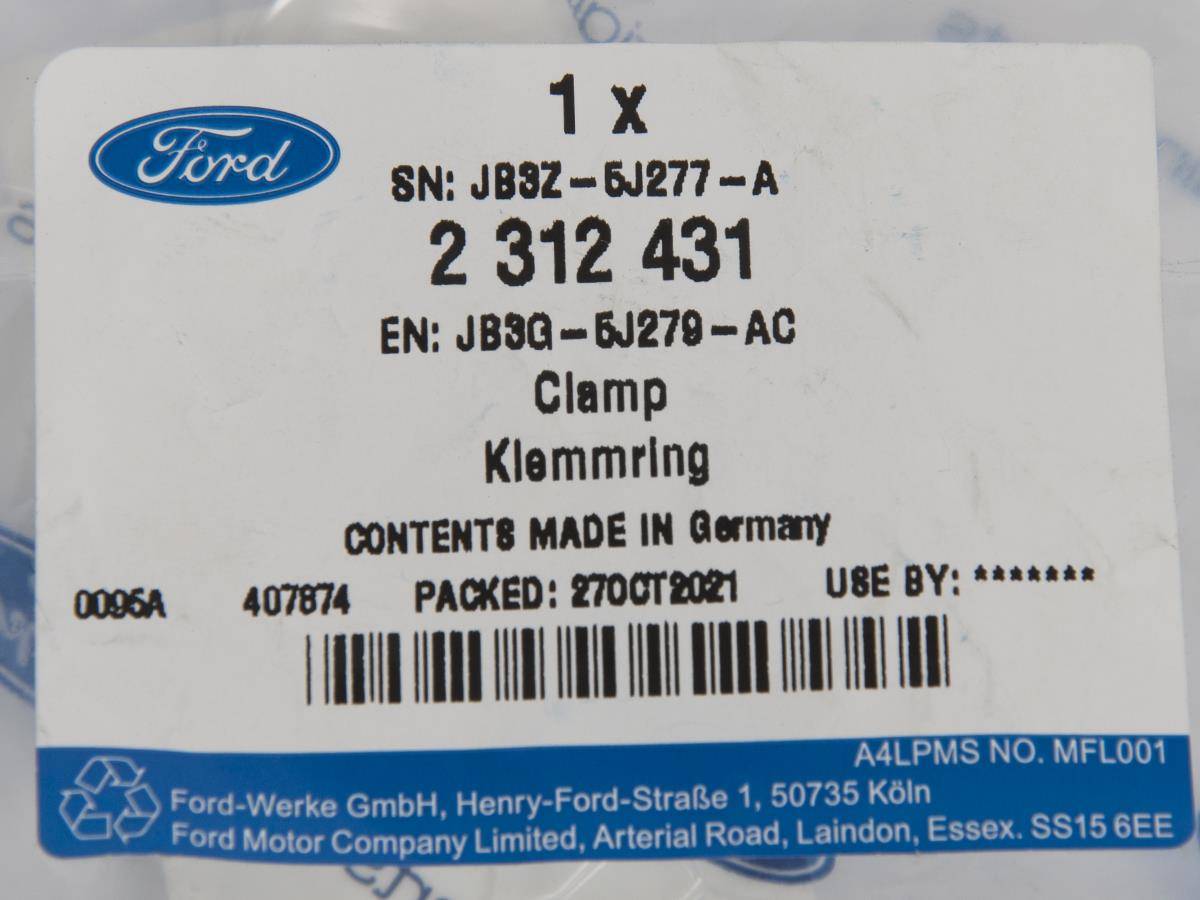 Ford
1 x
SN: JB3Z-5J277-A
2 312 431
EN: JB3G-5J279-AC
Clamp
Klemmring
CONTENTS MADE IN Germany
0095A 407874 PACKED: 27OCT2021 USE BY: *******
A4LPMS NO. MFL001
Ford-Werke GmbH, Henry-Ford-Straße 1, 50735 Köln
Ford Motor Company Limited, Arterial Road, Laindon, Essex. SS15 6EE